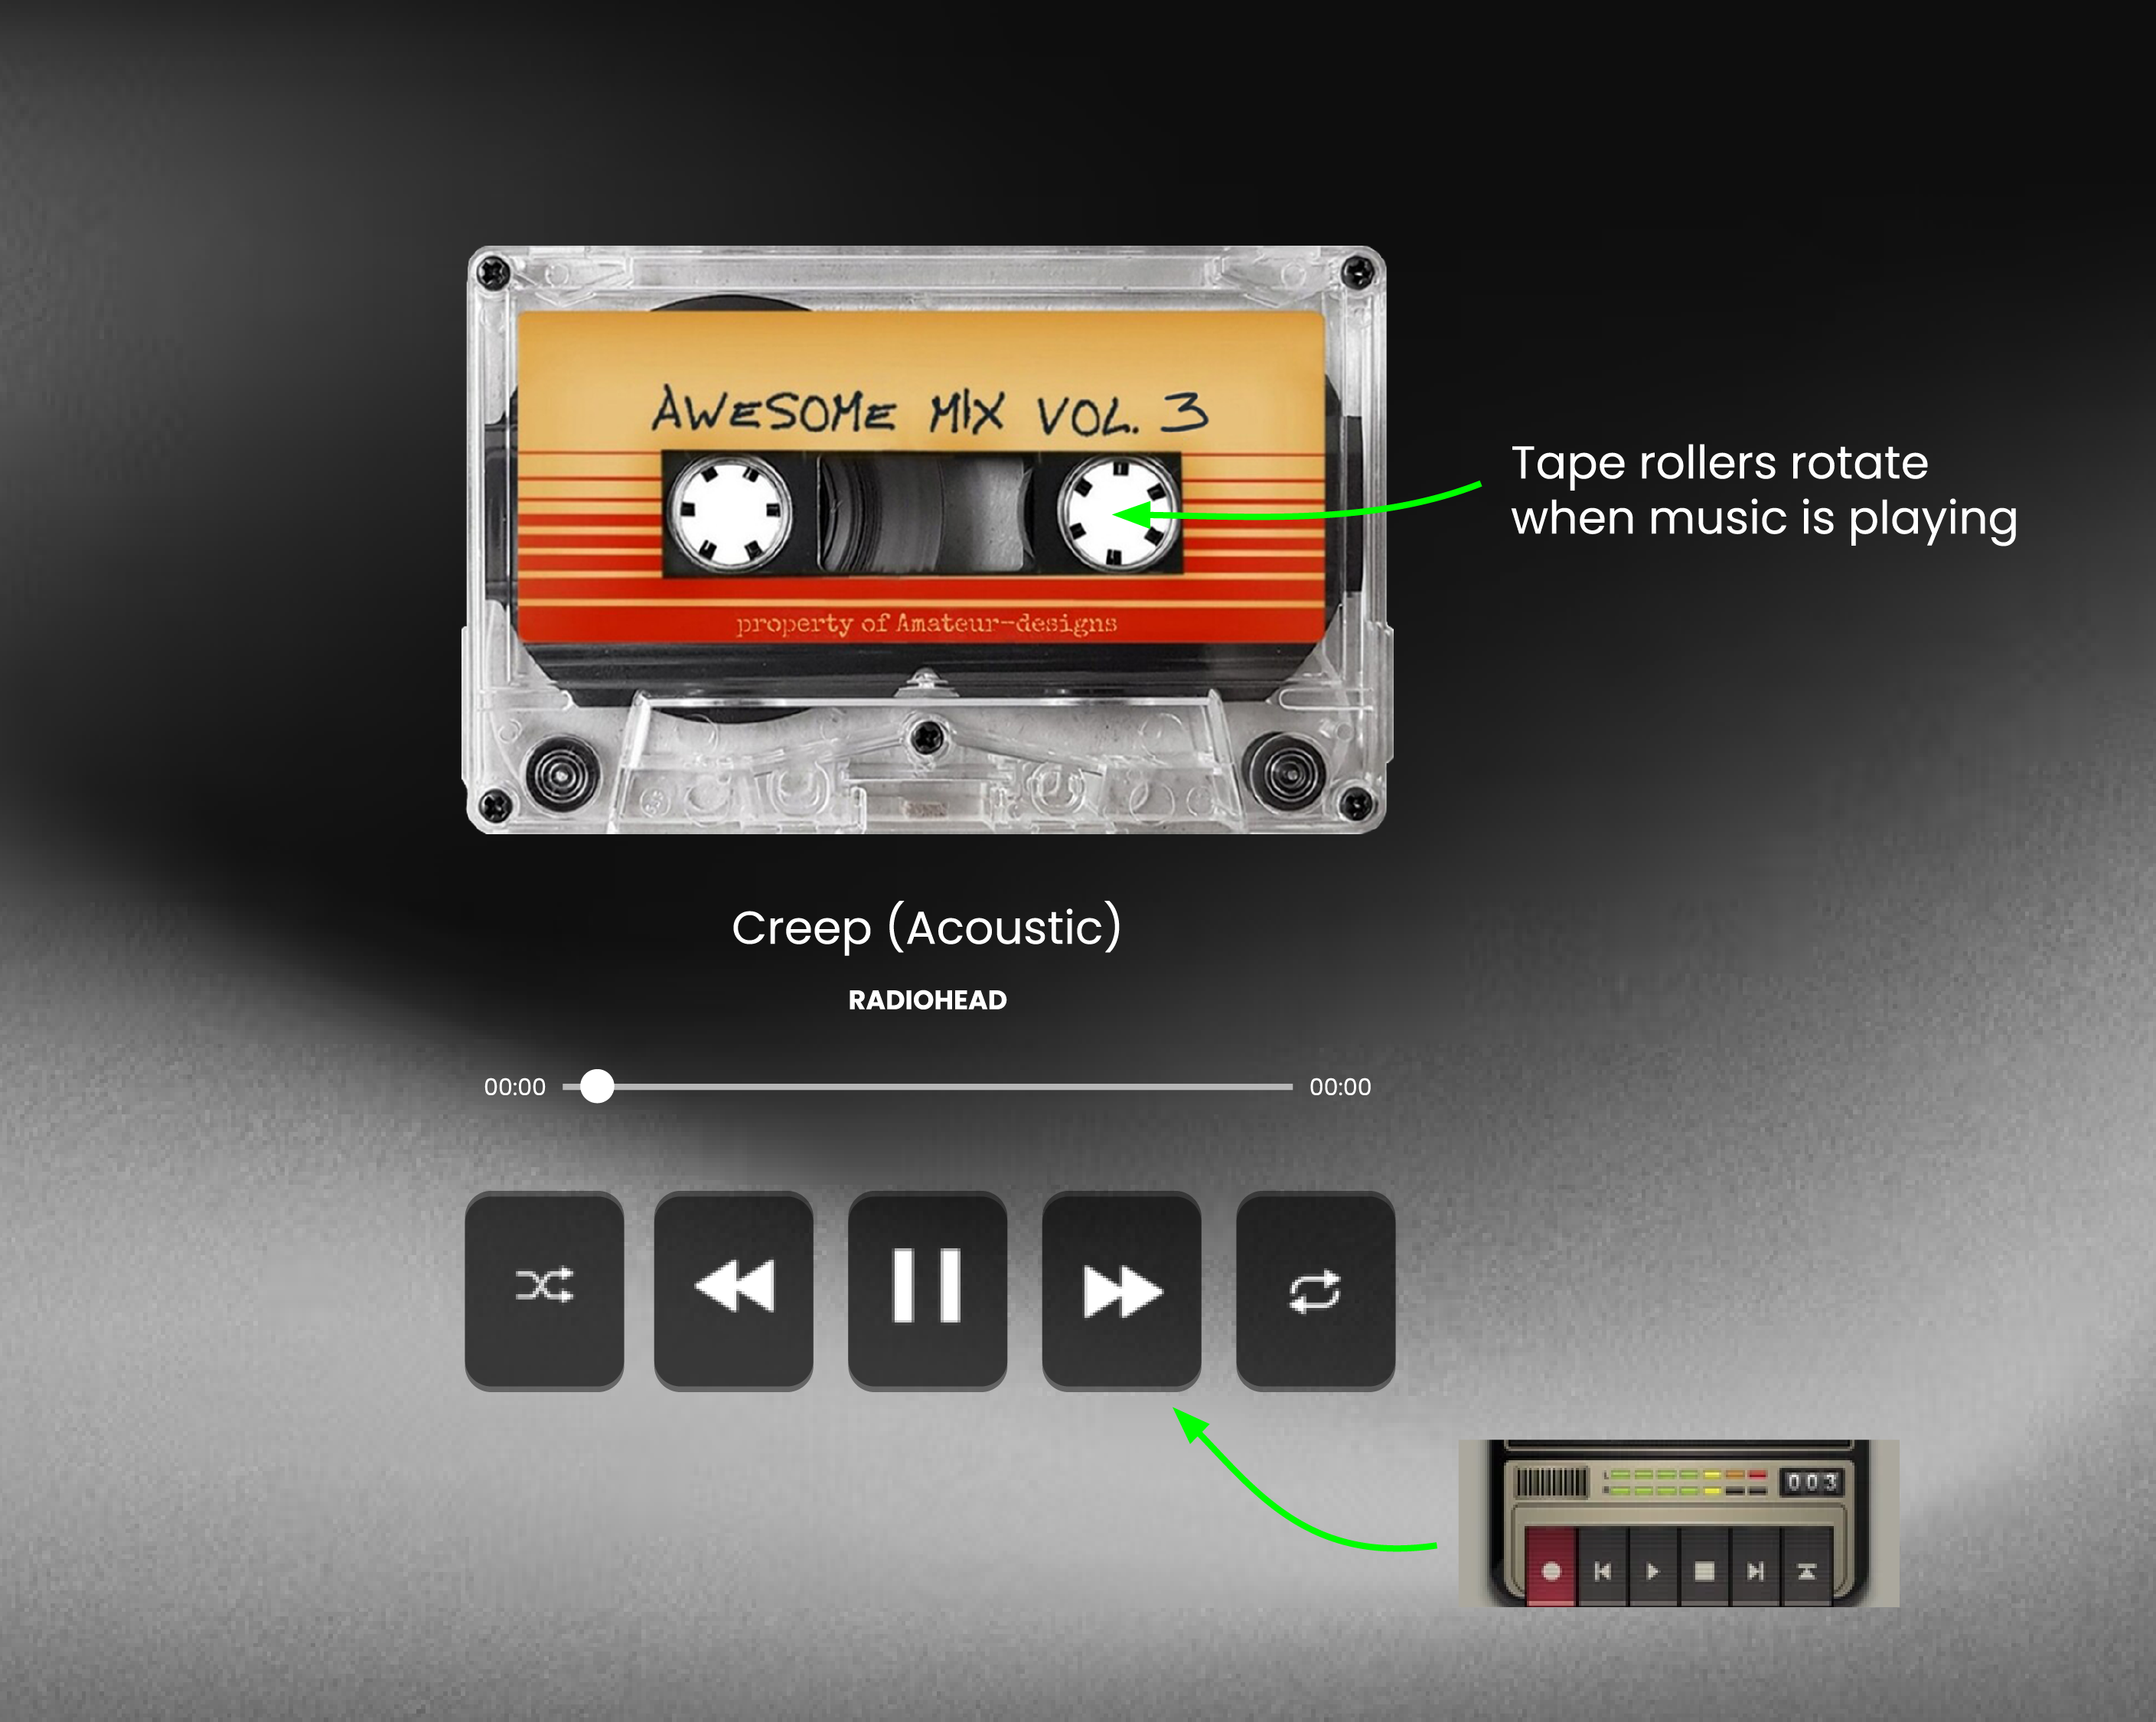 AWESOME MIX VOL. 3
property of Amateur-designs
Tape rollers rotate
when music is playing
Creep (Acoustic)
RADIOHEAD
00:00 00:00
L
R
003